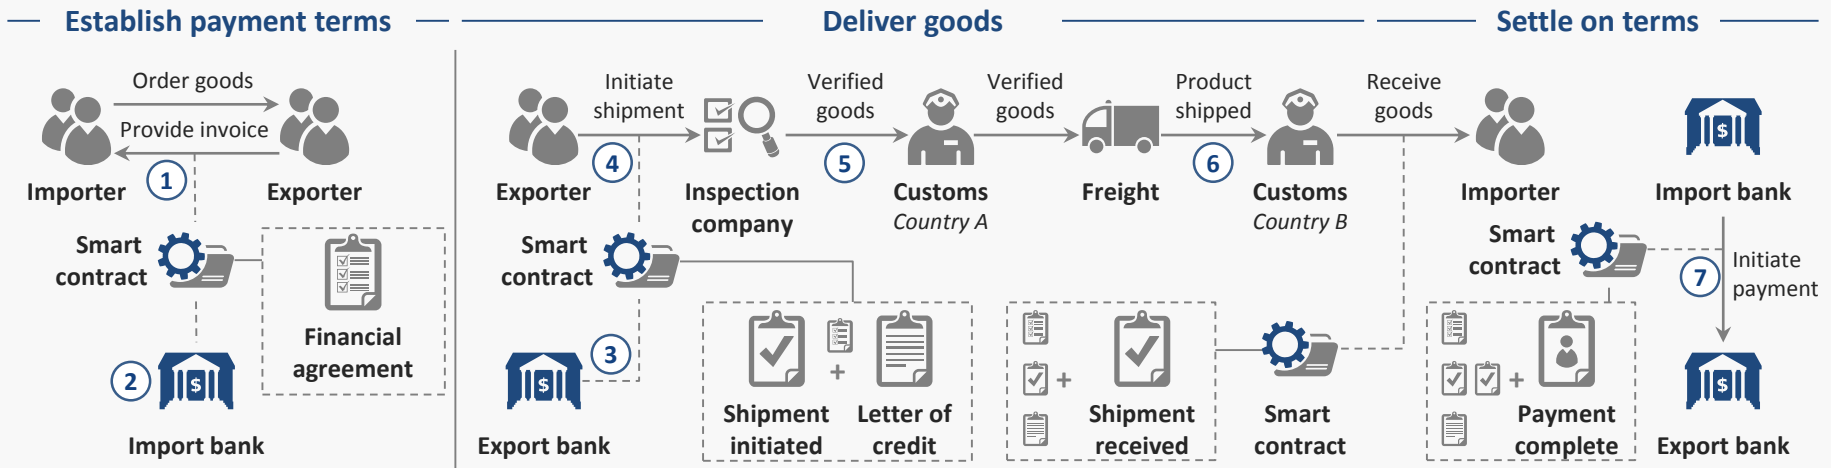 Establish payment terms
Deliver goods
Settle on terms
Order goods
Provide invoice
1
Importer
Exporter
Smart
contract
Financial
agreement
2
$
Import bank
Initiate
shipment
4
Exporter
Inspection
company
Verified
goods
5
Customs
Country A
Verified
goods
Freight
Product
shipped
6
Customs
Country B
Receive
goods
Importer
Smart
contract
3
$
Export bank
Shipment
initiated
+
Letter of
credit
+
Shipment
received
Smart
contract
$
Import bank
Smart
contract
7
Initiate
payment
+
Payment
complete
$
Export bank